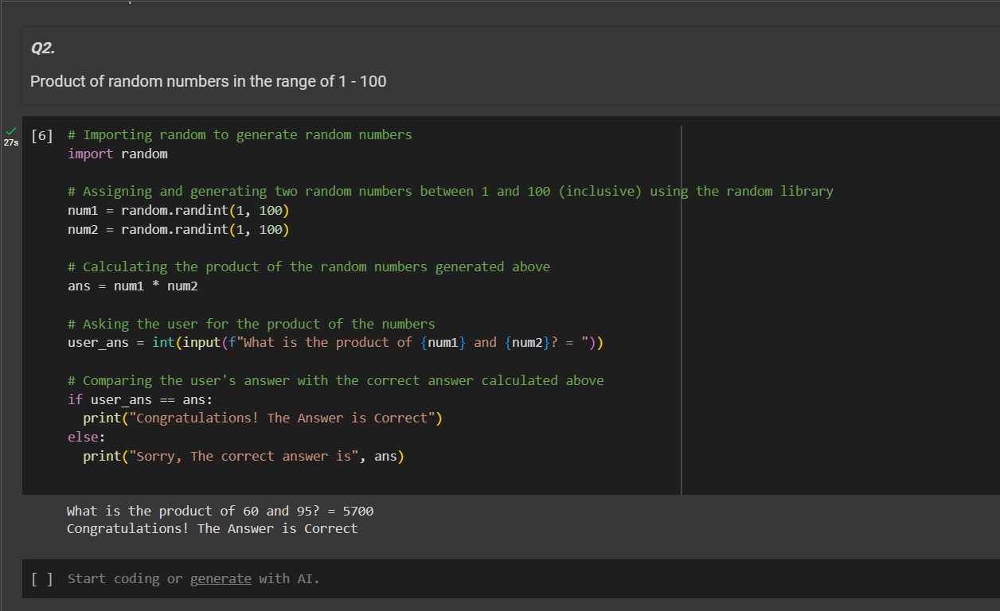 Q2.
Product of random numbers in the range of 1 - 100
27s
[6]
# Importing random to generate random numbers
import random
# Assigning and generating two random numbers between 1 and 100 (inclusive) using the random library
num1 = random.randint(1, 100)
num2 = random.randint(1, 100)
# Calculating the product of the random numbers generated above
ans = num1 * num2
# Asking the user for the product of the numbers
user_ans = int(input(f"What is the product of {num1} and {num2}? = "))
# Comparing the user's answer with the correct answer calculated above
if user_ans == ans:
  print("Congratulations! The Answer is Correct")
else:
  print("Sorry, The correct answer is", ans)
What is the product of 60 and 95? = 5700
Congratulations! The Answer is Correct
[ ] Start coding or generate with AI.